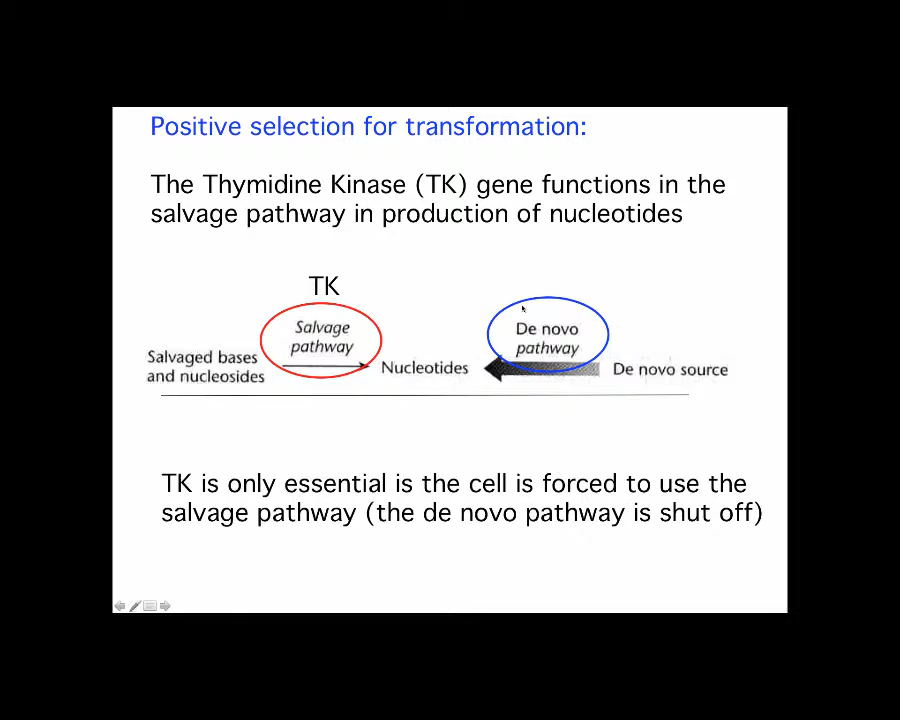 Positive selection for transformation:
The Thymidine Kinase (TK) gene functions in the
salvage pathway in production of nucleotides
TK
Salvage
pathway
De novo
pathway
Salvaged bases
and nucleosides
Nucleotides
De novo source
TK is only essential is the cell is forced to use the
salvage pathway (the de novo pathway is shut off)